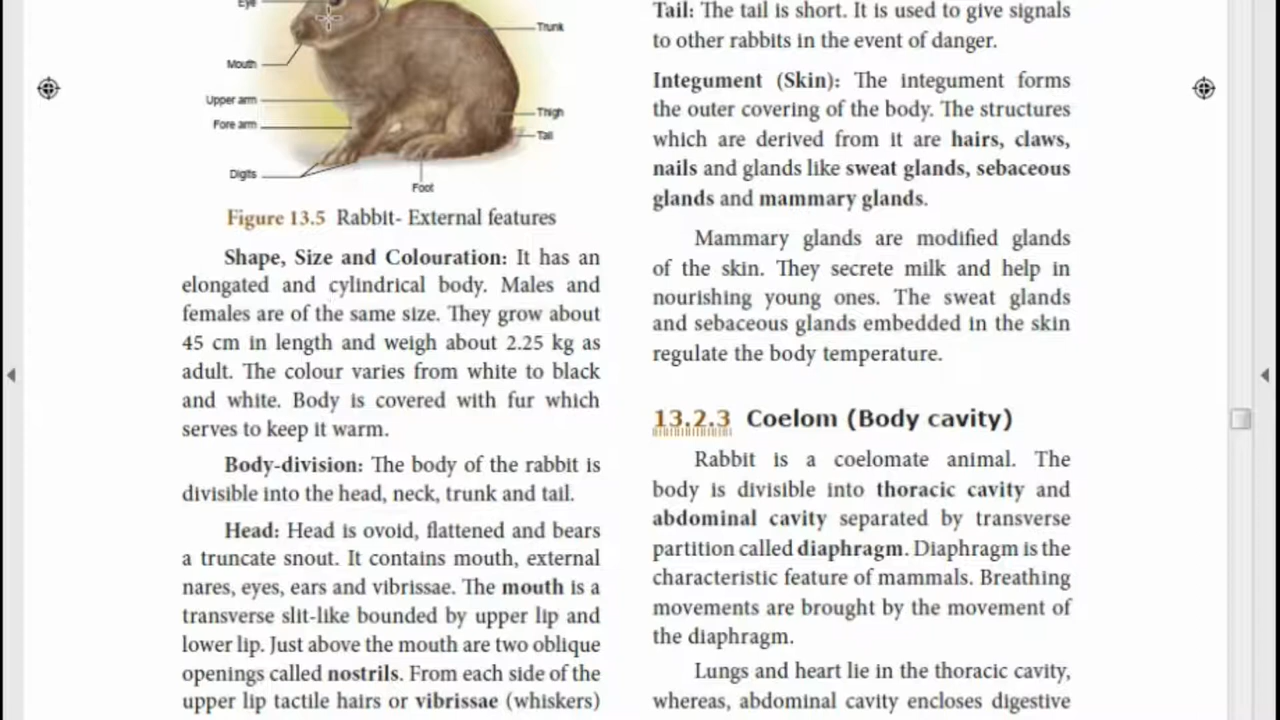 Eye
Trunk
Mouth
Upper arm
Fore arm
Thigh
Tail
Digits
Foot
Figure 13.5 Rabbit- External features
Shape, Size and Colouration: It has an
elongated and cylindrical body. Males and
females are of the same size. They grow about
45 cm in length and weigh about 2.25 kg as
adult. The colour varies from white to black
and white. Body is covered with fur which
serves to keep it warm.
Body-division: The body of the rabbit is
divisible into the head, neck, trunk and tail.
Head: Head is ovoid, flattened and bears
a truncate snout. It contains mouth, external
nares, eyes, ears and vibrissae. The mouth is a
transverse slit-like bounded by upper lip and
lower lip. Just above the mouth are two oblique
openings called nostrils. From each side of the
upper lip tactile hairs or vibrissae (whiskers)
Tail: The tail is short. It is used to give signals
to other rabbits in the event of danger.
Integument (Skin): The integument forms
the outer covering of the body. The structures
which are derived from it are hairs, claws,
nails and glands like sweat glands, sebaceous
glands and mammary glands.
Mammary glands are modified glands
of the skin. They secrete milk and help in
nourishing young ones. The sweat glands
and sebaceous glands embedded in the skin
regulate the body temperature.
13.2.3 Coelom (Body cavity)
Rabbit is a coelomate animal. The
body is divisible into thoracic cavity and
abdominal cavity separated by transverse
partition called diaphragm. Diaphragm is the
characteristic feature of mammals. Breathing
movements are brought by the movement of
the diaphragm.
Lungs and heart lie in the thoracic cavity,
whereas, abdominal cavity encloses digestive